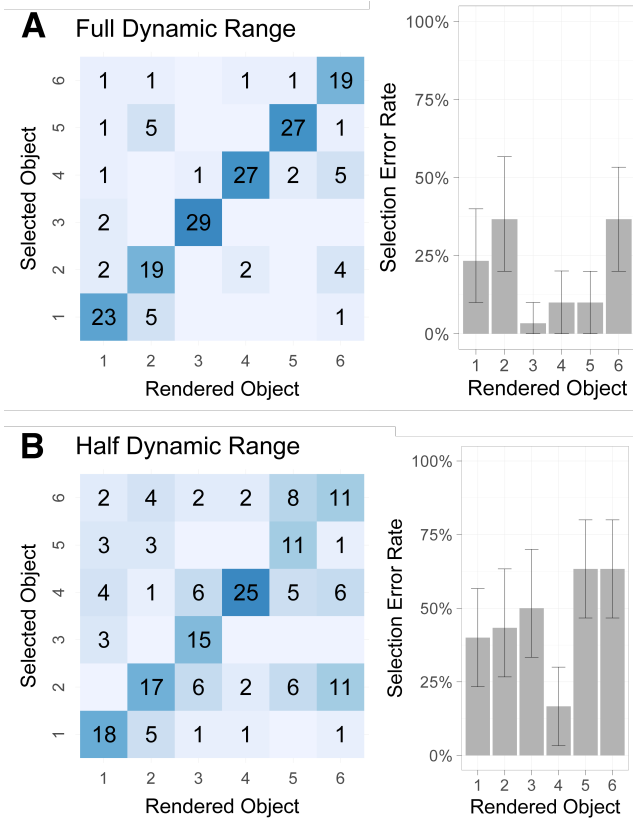 A Full Dynamic Range
Selected Object
6 1 1 1 1 19
5 1 5 27 1
4 1 1 27 2 5
3 2 29
2 2 19 2 4
1 23 5 1
1 2 3 4 5 6
Rendered Object
Selection Error Rate
100%
75%
50%
25%
0%
1 2 3 4 5 6
Rendered Object
B Half Dynamic Range
Selected Object
6 2 4 2 2 8 11
5 3 3 11 1
4 4 1 6 25 5 6
3 3 15
2 17 6 2 6 11
1 18 5 1 1 1
1 2 3 4 5 6
Rendered Object
Selection Error Rate
100%
75%
50%
25%
0%
1 2 3 4 5 6
Rendered Object